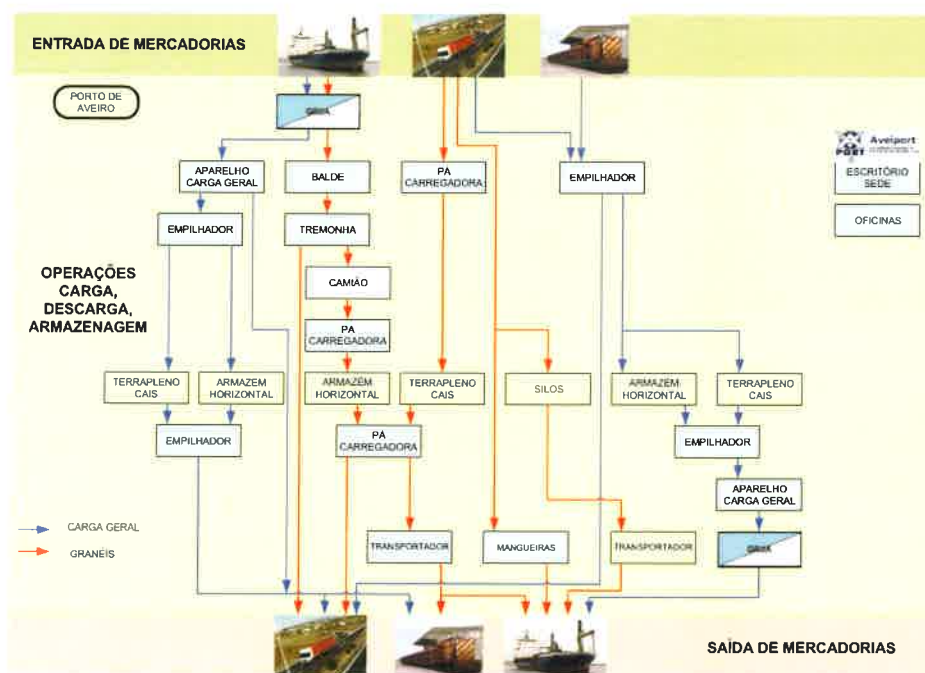 ENTRADA DE MERCADORIAS
PORTO DE
AVEIRO
GRUA
Aveiport
PORT
ESCRITÓRIO
SEDE
OFICINAS
APARELHO
CARGA GERAL
BALDE
PÁ
CARREGADORA
EMPILHADOR
EMPILHADOR
TREMONHA
OPERAÇÕES
CARGA,
DESCARGA,
ARMAZENAGEM
CAMIÃO
PÁ
CARREGADORA
TERRAPLENO
CAIS
ARMAZEM
HORIZONTAL
ARMAZÉM
HORIZONTAL
TERRAPLENO
CAIS
SILOS
ARMAZÉM
HORIZONTAL
TERRAPLENO
CAIS
EMPILHADOR
PÁ
CARREGADORA
EMPILHADOR
APARELHO
CARGA GERAL
CARGA GERAL
GRANÉIS
TRANSPORTADOR
MANGUEIRAS
TRANSPORTADOR
GRUA
SAÍDA DE MERCADORIAS